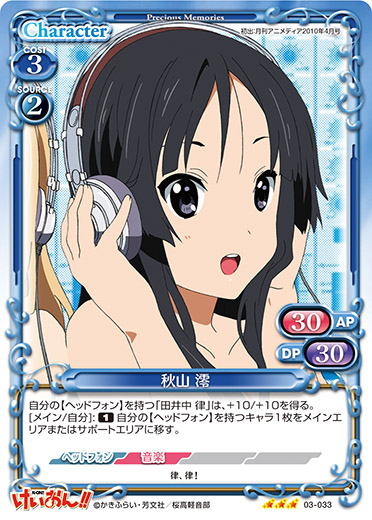 Precious Memories
Character
初出:月刊アニメディア2010年4月号
COST
3
SOURCE
2
30 AP
DP 30
秋山 澪
自分の【ヘッドフォン】を持つ「田井中 律」は、+10/+10を得る。
[メイン/自分]: 1 自分の【ヘッドフォン】を持つキャラ1枚をメインエ
リアまたはサポートエリアに移す。
ヘッドフォン 音楽
律、律!
けいおん!!
©かきふらい・芳文社/桜高軽音部
03-033